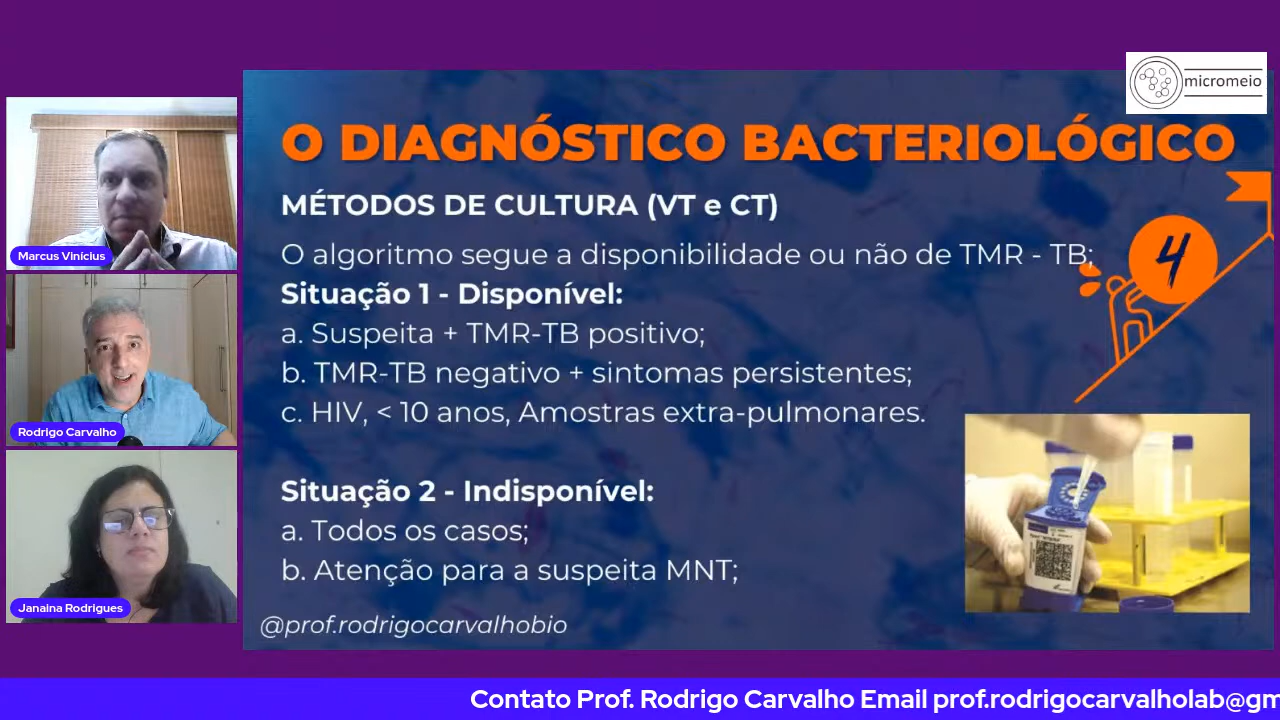 micromeio
O DIAGNÓSTICO BACTERIOLÓGICO
MÉTODOS DE CULTURA (VT e CT)
O algoritmo segue a disponibilidade ou não de TMR - TB;
Situação 1 - Disponível:
a. Suspeita + TMR-TB positivo;
b. TMR-TB negativo + sintomas persistentes;
c. HIV, < 10 anos, Amostras extra-pulmonares.
4
Situação 2 - Indisponível:
a. Todos os casos;
b. Atenção para a suspeita MNT;
@prof.rodrigocarvalhobio
Marcus Vinícius
Rodrigo Carvalho
Janaina Rodrigues
Contato Prof. Rodrigo Carvalho Email prof.rodrigocarvalholab@gm